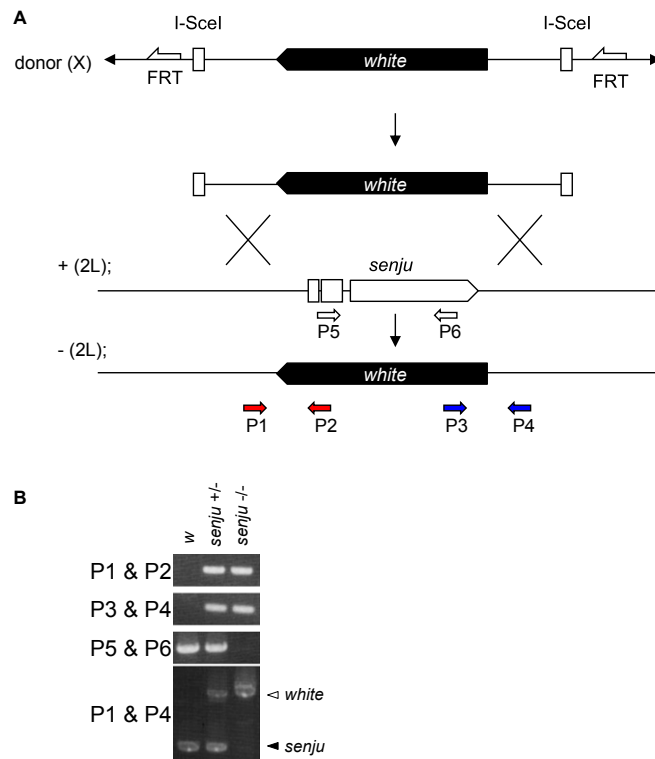 A
I-SceI I-SceI
donor (X)
white
FRT FRT
white
+ (2L);
senju
P5 P6
- (2L);
white
P1 P2 P3 P4
B
w senju +/- senju -/-
P1 & P2
P3 & P4
P5 & P6
P1 & P4
white
senju